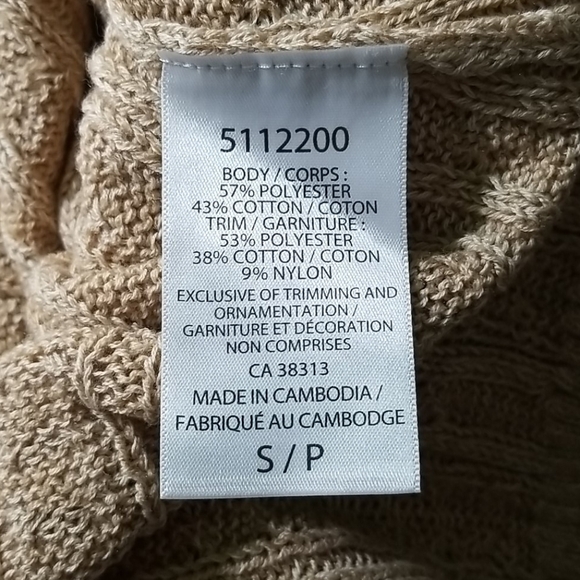 5112200
BODY / CORPS :
57% POLYESTER
43% COTTON / COTON
TRIM / GARNITURE :
53% POLYESTER
38% COTTON / COTON
9% NYLON
EXCLUSIVE OF TRIMMING AND
ORNAMENTATION /
GARNITURE ET DÉCORATION
NON COMPRISES
CA 38313
MADE IN CAMBODIA /
FABRIQUÉ AU CAMBODGE
S / P